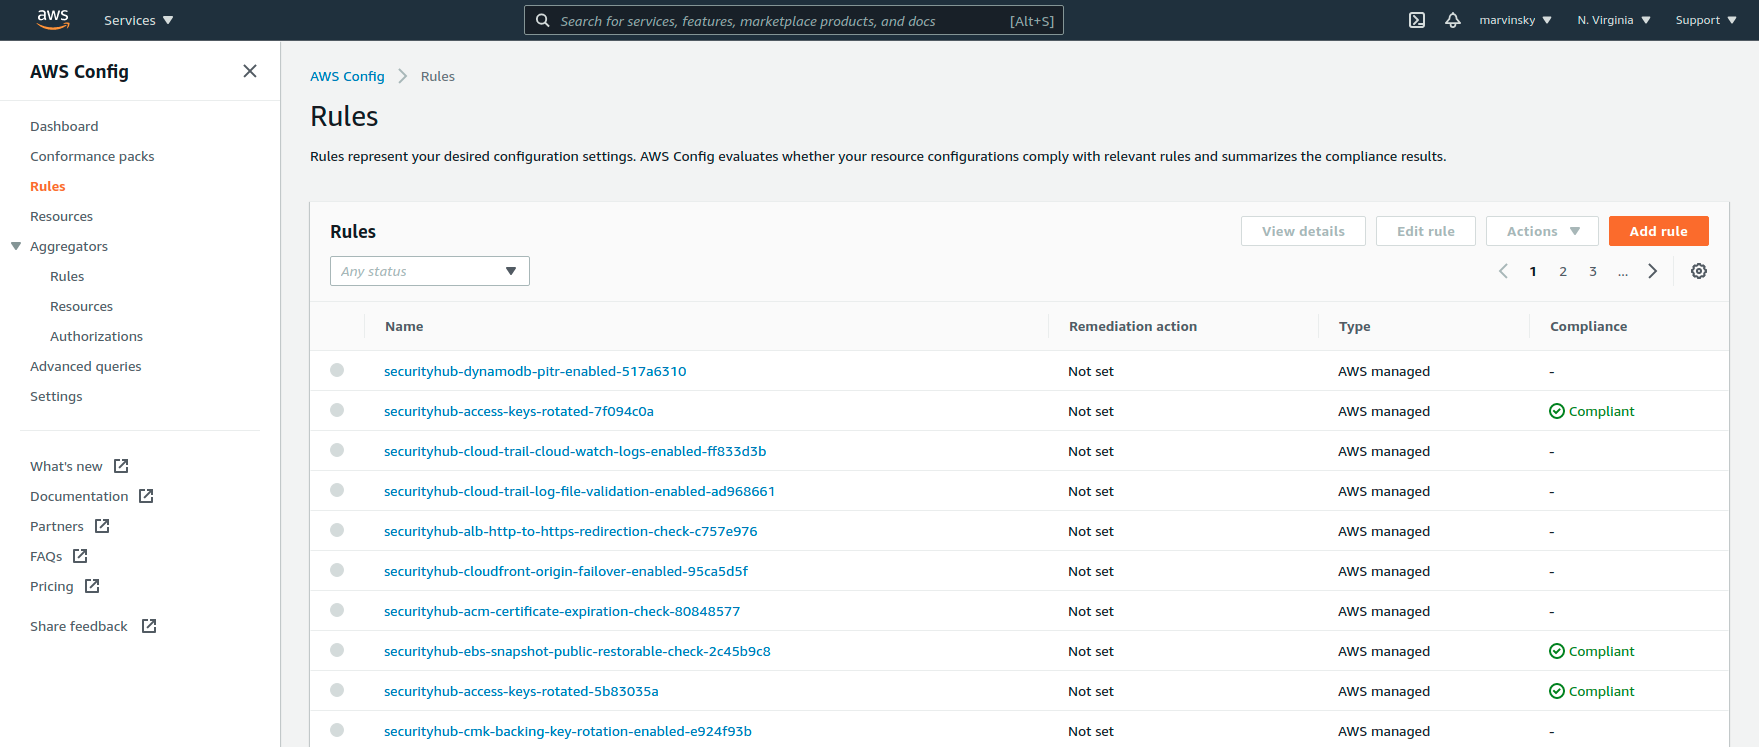 aws Services Search for services, features, marketplace products, and docs [Alt+S] marvinsky N. Virginia Support
AWS Config
Dashboard
Conformance packs
Rules
Resources
Aggregators
Rules
Resources
Authorizations
Advanced queries
Settings
What's new
Documentation
Partners
FAQs
Pricing
Share feedback
AWS Config Rules
Rules
Rules represent your desired configuration settings. AWS Config evaluates whether your resource configurations comply with relevant rules and summarizes the compliance results.
Rules View details Edit rule Actions Add rule
Any status 1 2 3 ...
Name Remediation action Type Compliance
securityhub-dynamodb-pitr-enabled-517a6310 Not set AWS managed -
securityhub-access-keys-rotated-7f094c0a Not set AWS managed Compliant
securityhub-cloud-trail-cloud-watch-logs-enabled-ff833d3b Not set AWS managed -
securityhub-cloud-trail-log-file-validation-enabled-ad968661 Not set AWS managed -
securityhub-alb-http-to-https-redirection-check-c757e976 Not set AWS managed -
securityhub-cloudfront-origin-failover-enabled-95ca5d5f Not set AWS managed -
securityhub-acm-certificate-expiration-check-80848577 Not set AWS managed -
securityhub-ebs-snapshot-public-restorable-check-2c45b9c8 Not set AWS managed Compliant
securityhub-access-keys-rotated-5b83035a Not set AWS managed Compliant
securityhub-cmk-backing-key-rotation-enabled-e924f93b Not set AWS managed -